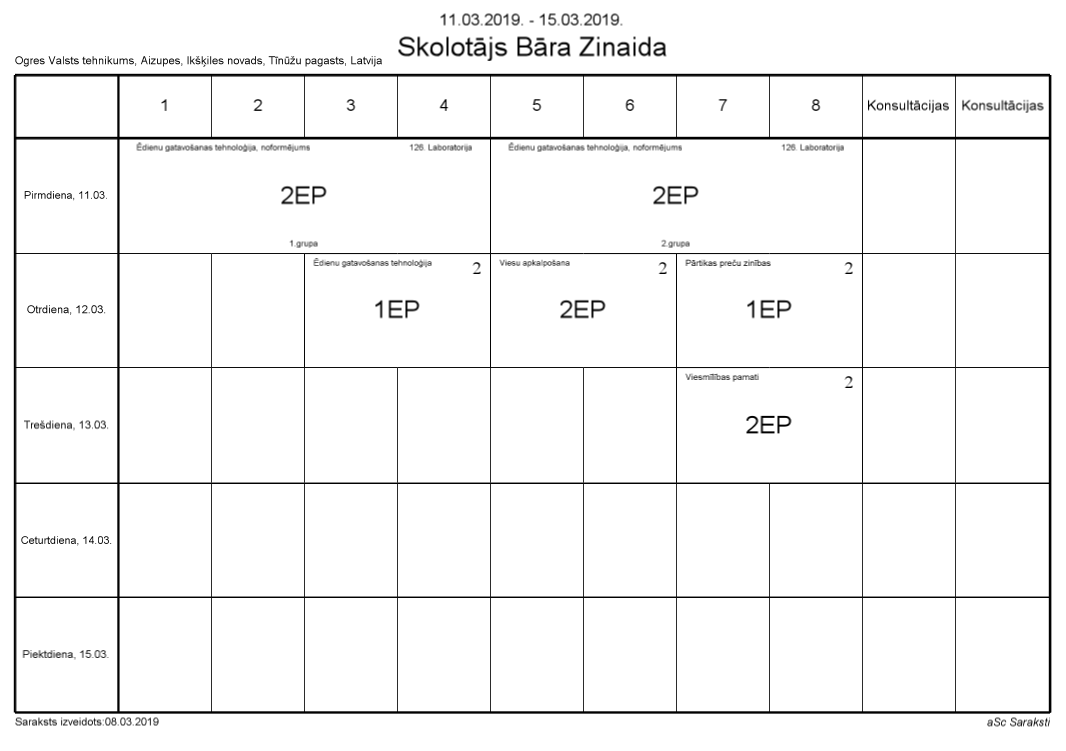 11.03.2019. - 15.03.2019.
Skolotājs Bāra Zinaida
Ogres Valsts tehnikums, Aizupes, Ikšķiles novads, Tīnūžu pagasts, Latvija
1 2 3 4 5 6 7 8 Konsultācijas Konsultācijas
Pirmdiena, 11.03.
Ēdienu gatavošanas tehnoloģija, noformējums 126. Laboratorija
2EP
1.grupa
Ēdienu gatavošanas tehnoloģija, noformējums 126. Laboratorija
2EP
2.grupa
Otrdiena, 12.03.
Ēdienu gatavošanas tehnoloģija 2
1EP
Viesu apkalpošana 2
2EP
Pārtikas preču zinības 2
1EP
Trešdiena, 13.03.
Viesmīlības pamati 2
2EP
Ceturtdiena, 14.03.
Piektdiena, 15.03.
Saraksts izveidots:08.03.2019
aSc Saraksti